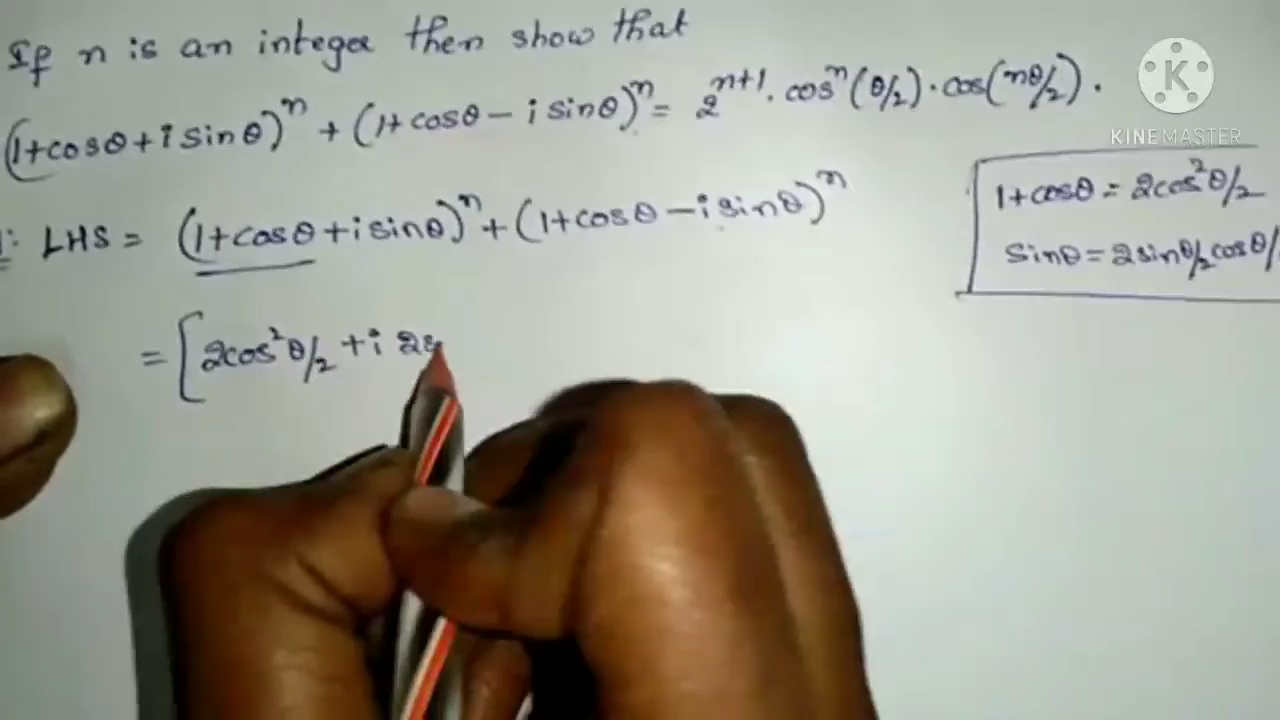 If n is an integer then show that
(1+cosθ+i sinθ)^n + (1+cosθ - i sinθ)^n = 2^(n+1) . cos^n(θ/2) . cos(nθ/2) .
LHS = (1+cosθ+i sinθ)^n + (1+cosθ - i sinθ)^n
= [2cos²θ/2 + i 2s
1+cosθ = 2cos²θ/2
sinθ = 2sinθ/2 cosθ/
K
KINEMASTER